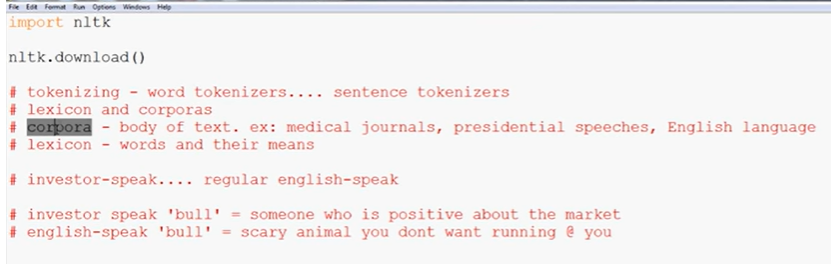 File Edit Format Run Options Windows Help
import nltk
nltk.download()
# tokenizing - word tokenizers.... sentence tokenizers
# lexicon and corporas
# corpora - body of text. ex: medical journals, presidential speeches, English language
# lexicon - words and their means
# investor-speak.... regular english-speak
# investor speak 'bull' = someone who is positive about the market
# english-speak 'bull' = scary animal you dont want running @ you